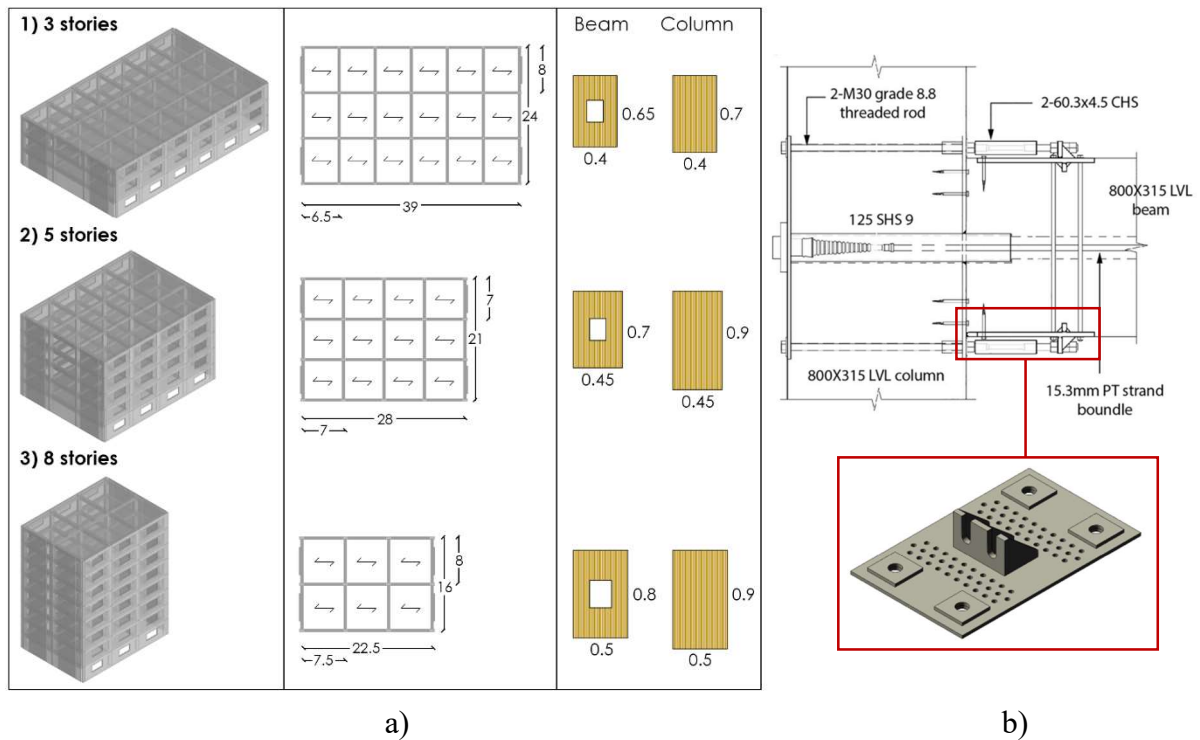 1) 3 stories
Beam
Column
8
24
6.5
39
0.65
0.4
0.7
0.4
2) 5 stories
7
21
7
28
0.7
0.45
0.9
0.45
3) 8 stories
8
16
22.5
7.5
0.8
0.5
0.9
0.5
2-M30 grade 8.8
threaded rod
2-60.3x4.5 CHS
800X315 LVL
beam
125 SHS 9
800X315 LVL column
15.3mm PT strand
boundle
a)
b)